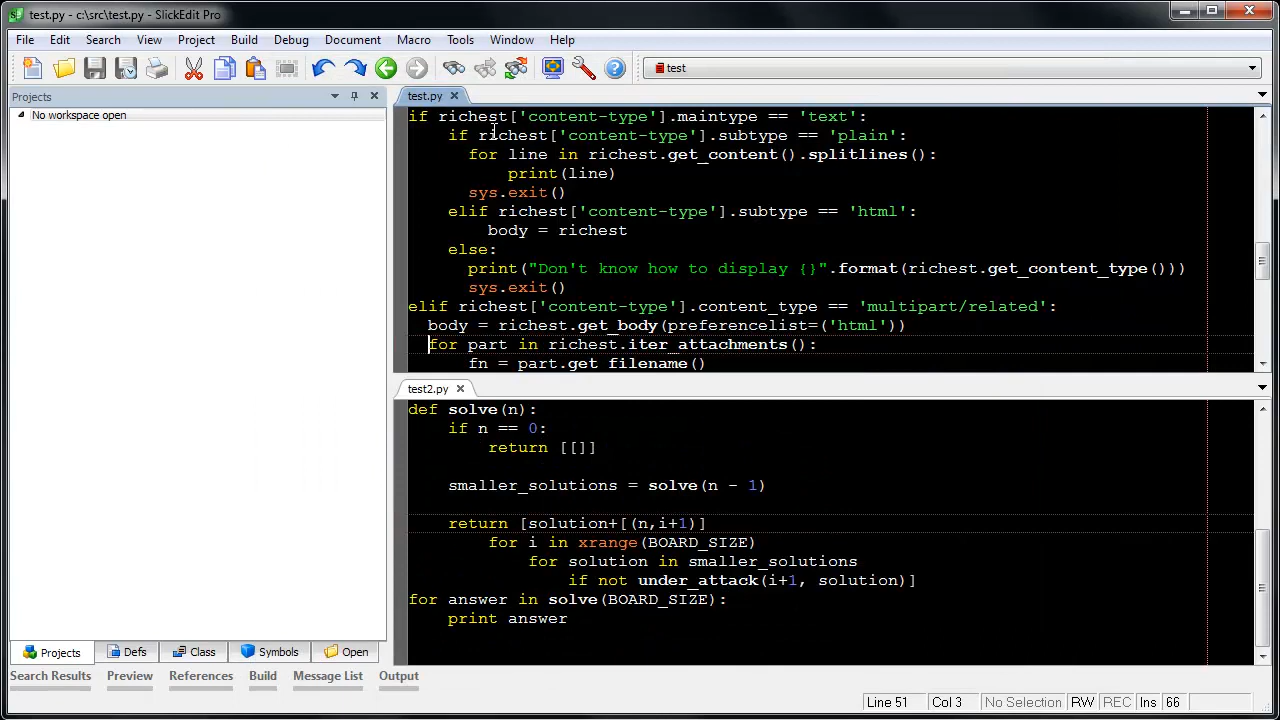 test.py - c:\src\test.py - SlickEdit Pro
File Edit Search View Project Build Debug Document Macro Tools Window Help
test
Projects
No workspace open
test.py
if richest['content-type'].maintype == 'text':
    if richest['content-type'].subtype == 'plain':
      for line in richest.get_content().splitlines():
          print(line)
      sys.exit()
    elif richest['content-type'].subtype == 'html':
        body = richest
    else:
      print("Don't know how to display {}".format(richest.get_content_type()))
      sys.exit()
elif richest['content-type'].content_type == 'multipart/related':
  body = richest.get_body(preferencelist=('html'))
  for part in richest.iter_attachments():
      fn = part.get_filename()
test2.py
def solve(n):
    if n == 0:
        return [[]]
    smaller_solutions = solve(n - 1)
    return [solution+[(n,i+1)]
        for i in xrange(BOARD_SIZE)
            for solution in smaller_solutions
                if not under_attack(i+1, solution)]
for answer in solve(BOARD_SIZE):
    print answer
Projects Defs Class Symbols Open
Search Results Preview References Build Message List Output
Line 51 Col 3 No Selection RW REC Ins 66